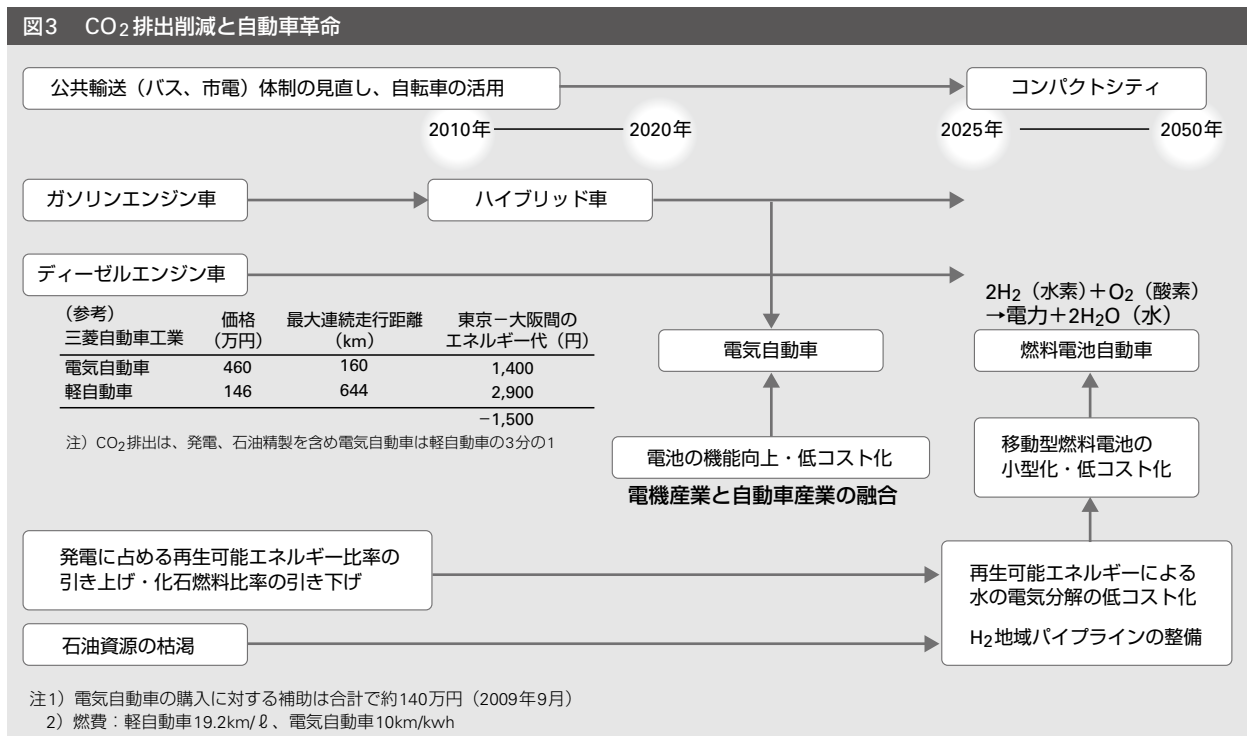 図3 CO2排出削減と自動車革命
公共輸送（バス、市電）体制の見直し、自転車の活用
コンパクトシティ
2010年
2020年
2025年
2050年
ガソリンエンジン車
ハイブリッド車
ディーゼルエンジン車
2H2（水素）＋O2（酸素）
→電力＋2H2O（水）
（参考）
三菱自動車工業
価格
（万円）
最大連続走行距離
（km）
東京－大阪間の
エネルギー代（円）
電気自動車 460 160 1,400
軽自動車 146 644 2,900
－1,500
注）CO2排出は、発電、石油精製を含め電気自動車は軽自動車の3分の1
電気自動車
燃料電池自動車
電池の機能向上・低コスト化
電機産業と自動車産業の融合
移動型燃料電池の
小型化・低コスト化
発電に占める再生可能エネルギー比率の
引き上げ・化石燃料比率の引き下げ
再生可能エネルギーによる
水の電気分解の低コスト化
H2地域パイプラインの整備
石油資源の枯渇
注1）電気自動車の購入に対する補助は合計で約140万円（2009年9月）
2）燃費：軽自動車19.2km/ℓ、電気自動車10km/kwh